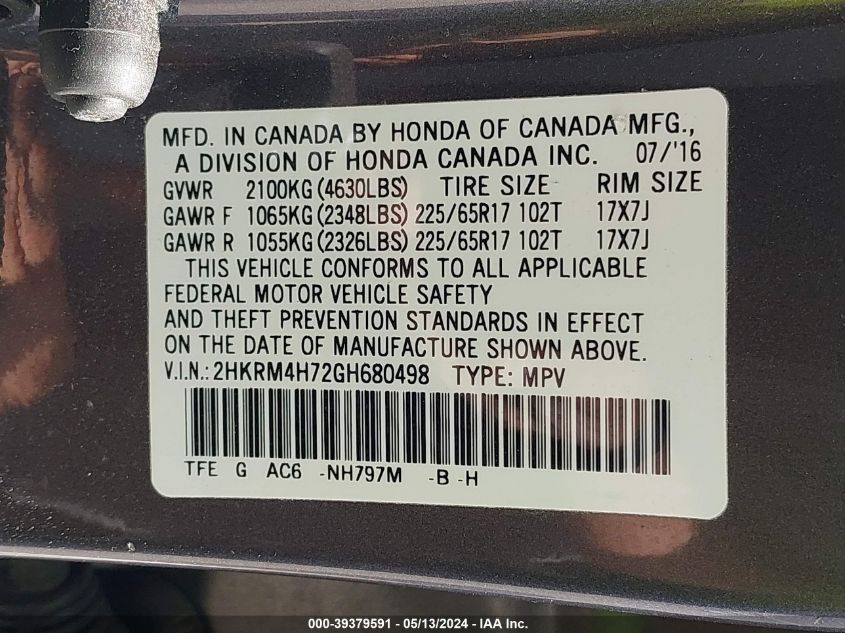 MFD. IN CANADA BY HONDA OF CANADA MFG.,
A DIVISION OF HONDA CANADA INC. 07/'16
GVWR 2100KG (4630LBS) TIRE SIZE RIM SIZE
GAWR F 1065KG (2348LBS) 225/65R17 102T 17X7J
GAWR R 1055KG (2326LBS) 225/65R17 102T 17X7J
THIS VEHICLE CONFORMS TO ALL APPLICABLE
FEDERAL MOTOR VEHICLE SAFETY
AND THEFT PREVENTION STANDARDS IN EFFECT
ON THE DATE OF MANUFACTURE SHOWN ABOVE.
V.I.N.: 2HKRM4H72GH680498 TYPE: MPV
TFE G AC6 -NH797M -B -H
000-39379591 - 05/13/2024 - IAA Inc.